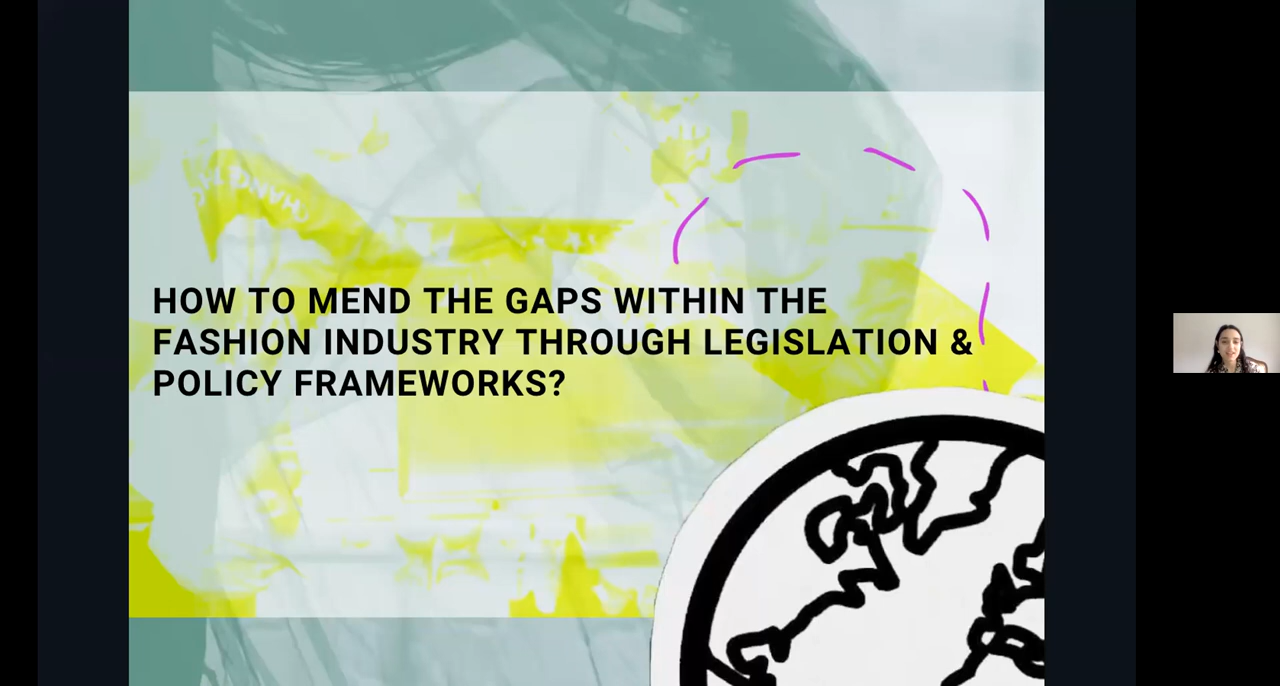 HOW TO MEND THE GAPS WITHIN THE
FASHION INDUSTRY THROUGH LEGISLATION &
POLICY FRAMEWORKS?